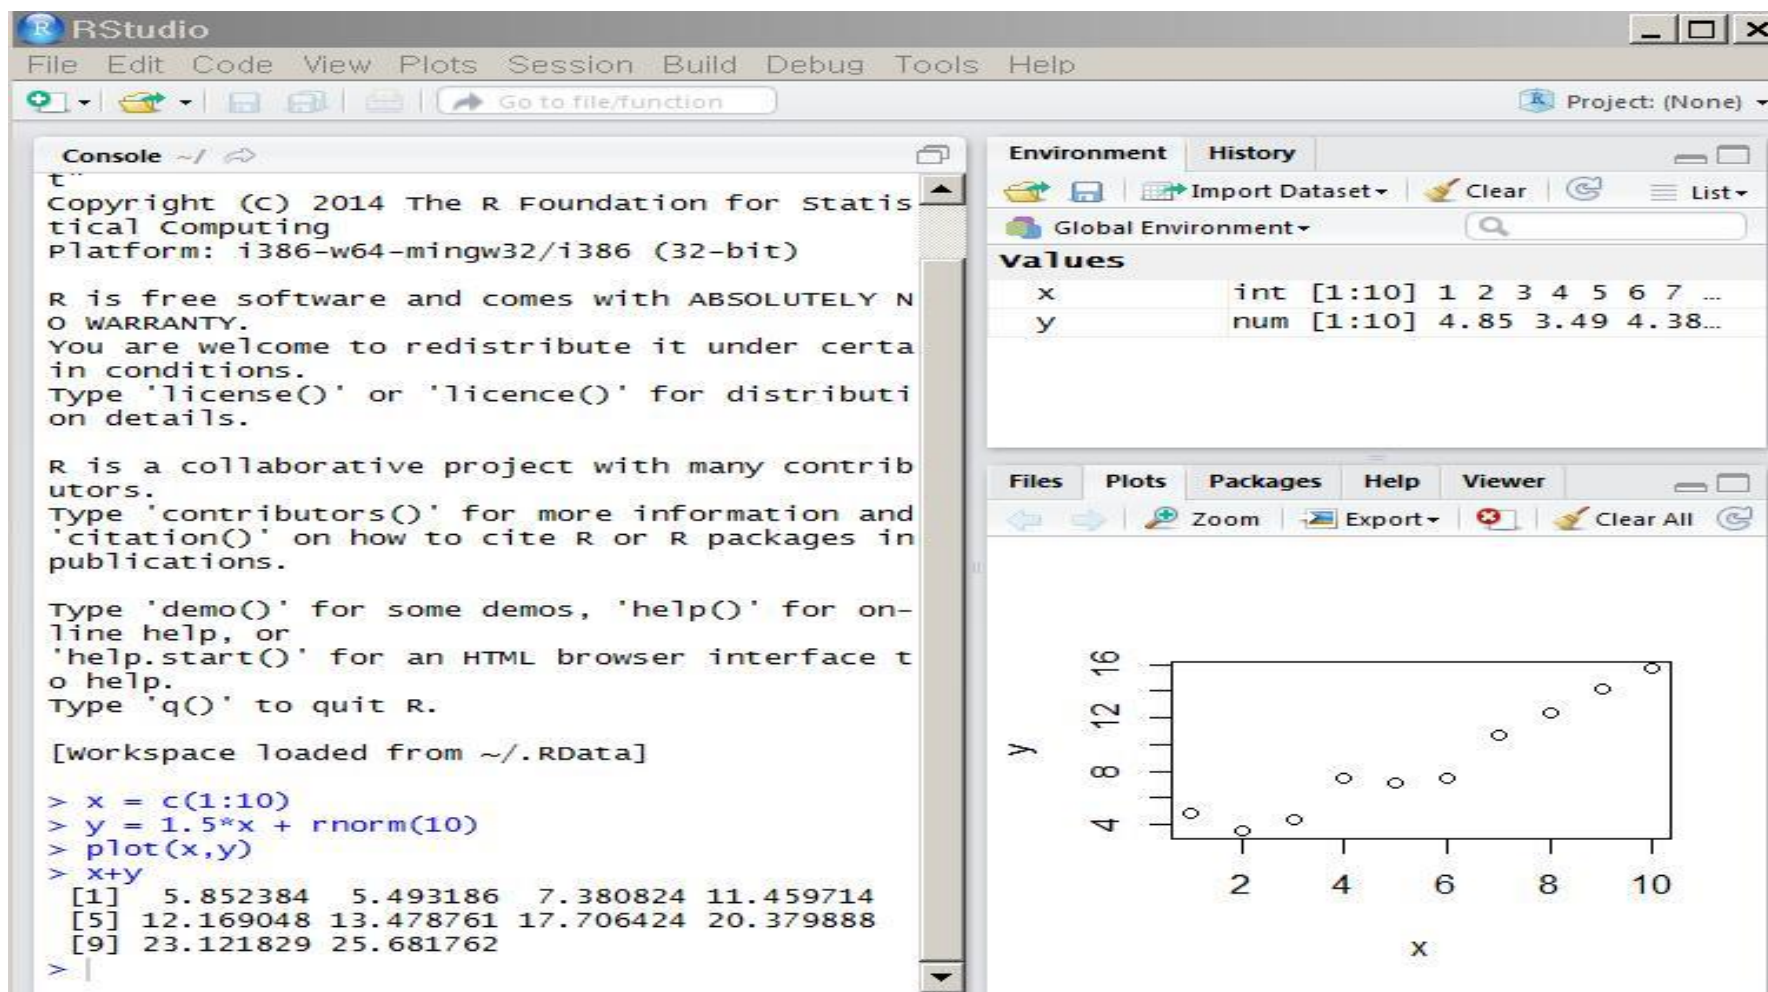 RStudio
File Edit Code View Plots Session Build Debug Tools Help
Go to file/function
Project: (None)
Console ~/
t"
Copyright (C) 2014 The R Foundation for Statis
tical Computing
Platform: i386-w64-mingw32/i386 (32-bit)
R is free software and comes with ABSOLUTELY N
O WARRANTY.
You are welcome to redistribute it under certa
in conditions.
Type 'license()' or 'licence()' for distributi
on details.
R is a collaborative project with many contrib
utors.
Type 'contributors()' for more information and
'citation()' on how to cite R or R packages in
publications.
Type 'demo()' for some demos, 'help()' for on-
line help, or
'help.start()' for an HTML browser interface t
o help.
Type 'q()' to quit R.
[Workspace loaded from ~/.RData]
> x = c(1:10)
> y = 1.5*x + rnorm(10)
> plot(x,y)
> x+y
[1] 5.852384 5.493186 7.380824 11.459714
[5] 12.169048 13.478761 17.706424 20.379888
[9] 23.121829 25.681762
>
Environment History
Import Dataset Clear List
Global Environment
Values
x int [1:10] 1 2 3 4 5 6 7 ...
y num [1:10] 4.85 3.49 4.38...
Files Plots Packages Help Viewer
Zoom Export Clear All
16
12
8
4
y
2 4 6 8 10
x